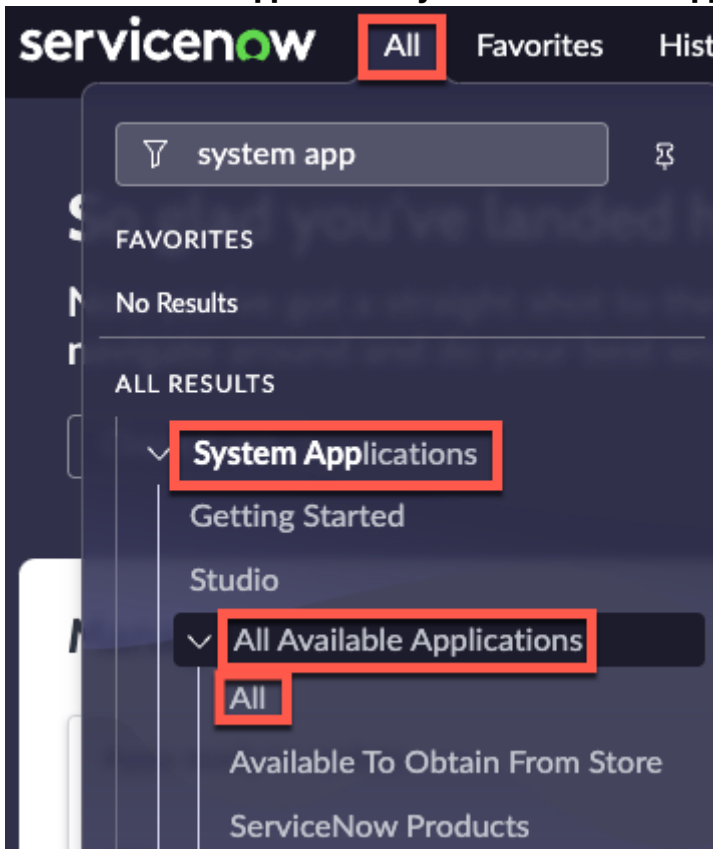 servicenow All Favorites Hist
system app
FAVORITES
No Results
ALL RESULTS
System Applications
Getting Started
Studio
All Available Applications
All
Available To Obtain From Store
ServiceNow Products